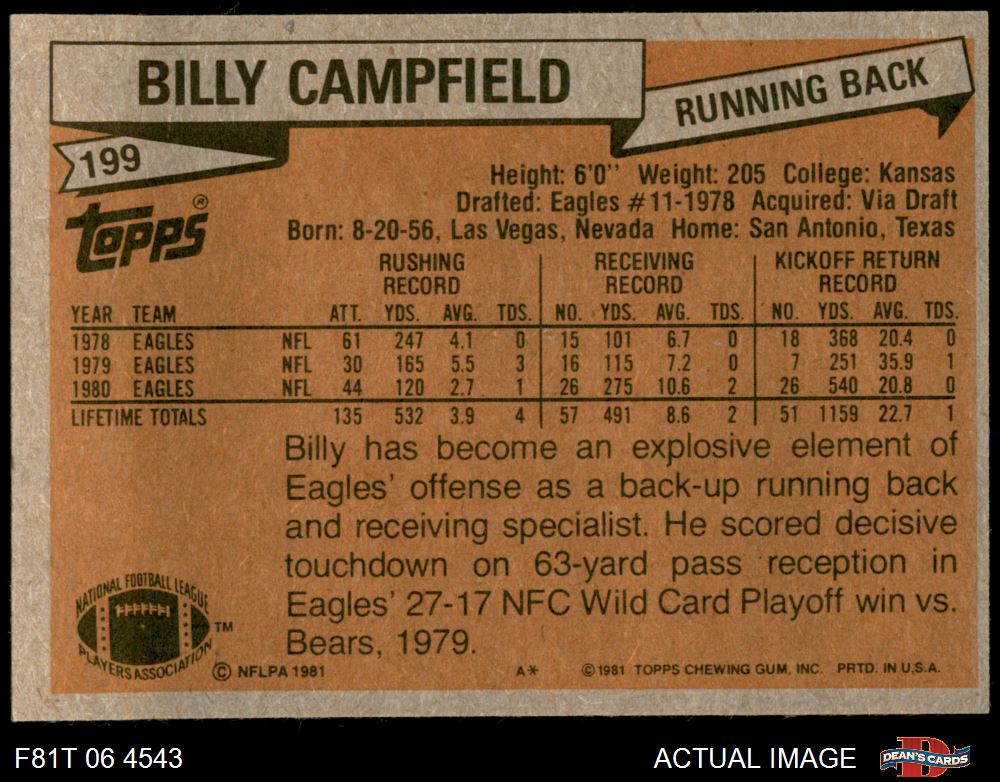 BILLY CAMPFIELD
RUNNING BACK
199
Topps®
Height: 6'0'' Weight: 205 College: Kansas
Drafted: Eagles #11-1978 Acquired: Via Draft
Born: 8-20-56, Las Vegas, Nevada Home: San Antonio, Texas
RUSHING RECORD RECEIVING RECORD KICKOFF RETURN RECORD
YEAR TEAM ATT. YDS. AVG. TDS. NO. YDS. AVG. TDS. NO. YDS. AVG. TDS.
1978 EAGLES NFL 61 247 4.1 0 15 101 6.7 0 18 368 20.4 0
1979 EAGLES NFL 30 165 5.5 3 16 115 7.2 0 7 251 35.9 1
1980 EAGLES NFL 44 120 2.7 1 26 275 10.6 2 26 540 20.8 0
LIFETIME TOTALS 135 532 3.9 4 57 491 8.6 2 51 1159 22.7 1
Billy has become an explosive element of
Eagles' offense as a back-up running back
and receiving specialist. He scored decisive
touchdown on 63-yard pass reception in
Eagles' 27-17 NFC Wild Card Playoff win vs.
Bears, 1979.
NATIONAL FOOTBALL LEAGUE
PLAYERS ASSOCIATION
TM
© NFLPA 1981 A* ©1981 TOPPS CHEWING GUM, INC. PRTD. IN U.S.A.
F81T 06 4543 ACTUAL IMAGE DEAN'S CARDS